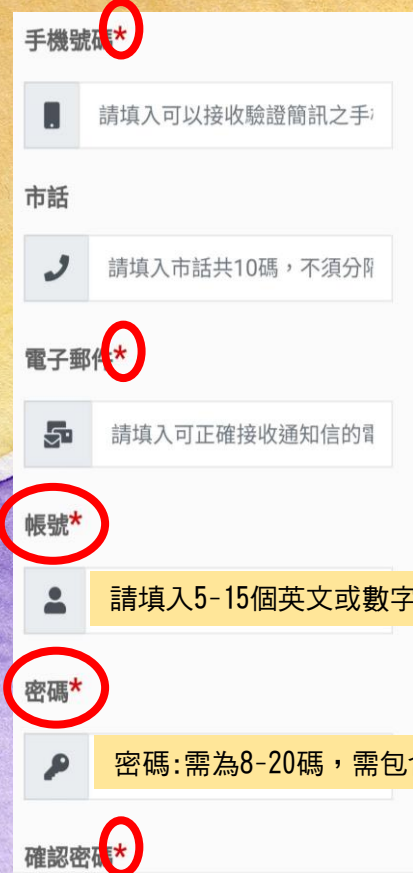 手機號碼*
請填入可以接收驗證簡訊之手
市話
請填入市話共10碼，不須分
電子郵件*
請填入可正確接收通知信的電
帳號*
請填入5-15個英文或數字
密碼*
密碼:需為8-20碼，需包
確認密碼*